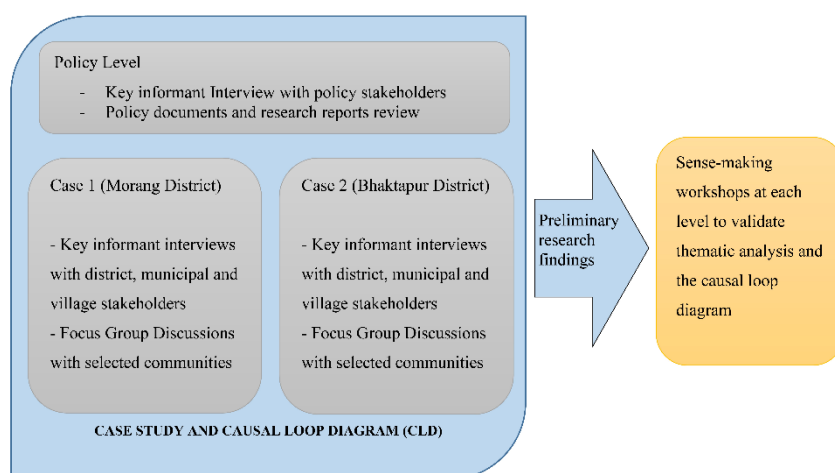 Policy Level
- Key informant Interview with policy stakeholders
- Policy documents and research reports review
Case 1 (Morang District)
- Key informant interviews
with district, municipal and
village stakeholders
- Focus Group Discussions
with selected communities
Case 2 (Bhaktapur District)
- Key informant interviews
with district, municipal and
village stakeholders
- Focus Group Discussions
with selected communities
CASE STUDY AND CAUSAL LOOP DIAGRAM (CLD)
Preliminary
research
findings
Sense-making
workshops at each
level to validate
thematic analysis and
the causal loop
diagram